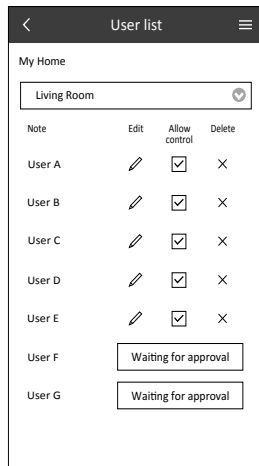 User list
My Home
Living Room
Note Edit Allow control Delete
User A
User B
User C
User D
User E
User F Waiting for approval
User G Waiting for approval